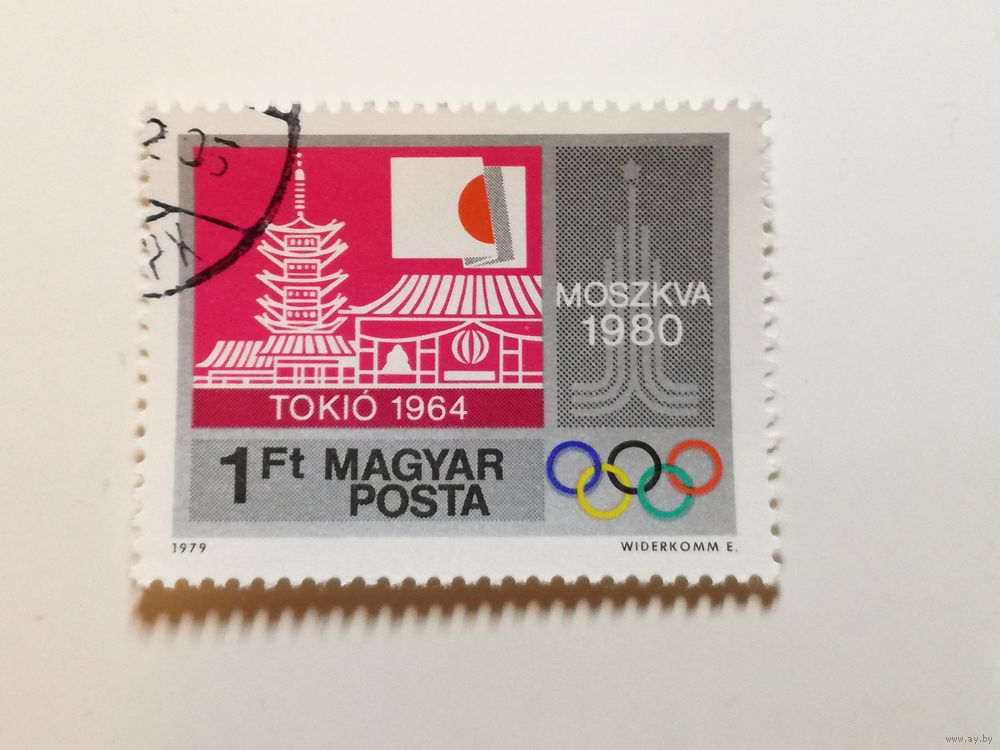 MOSZKVA
1980
TOKIÓ 1964
1Ft MAGYAR
POSTA
1979 WIDERKOMM E.
www.ay.by